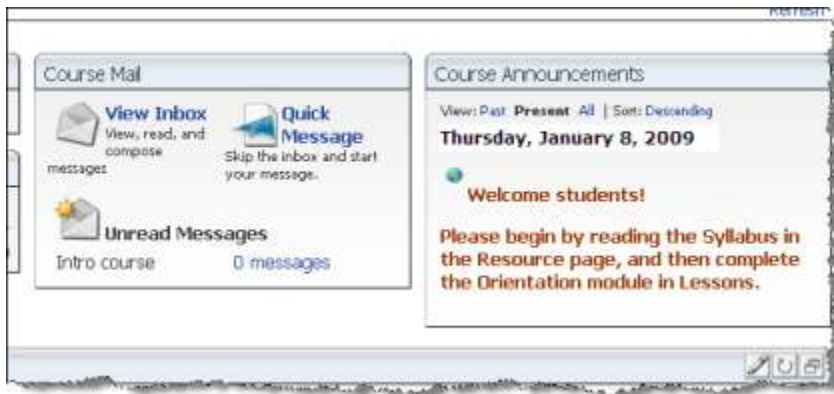 Refresh
Course Mail
View Inbox
View, read, and
compose
messages
Quick
Message
Skip the inbox and start
your message.
Unread Messages
Intro course 0 messages
Course Announcements
View: Past Present All | Sort: Descending
Thursday, January 8, 2009
Welcome students!
Please begin by reading the Syllabus in
the Resource page, and then complete
the Orientation module in Lessons.